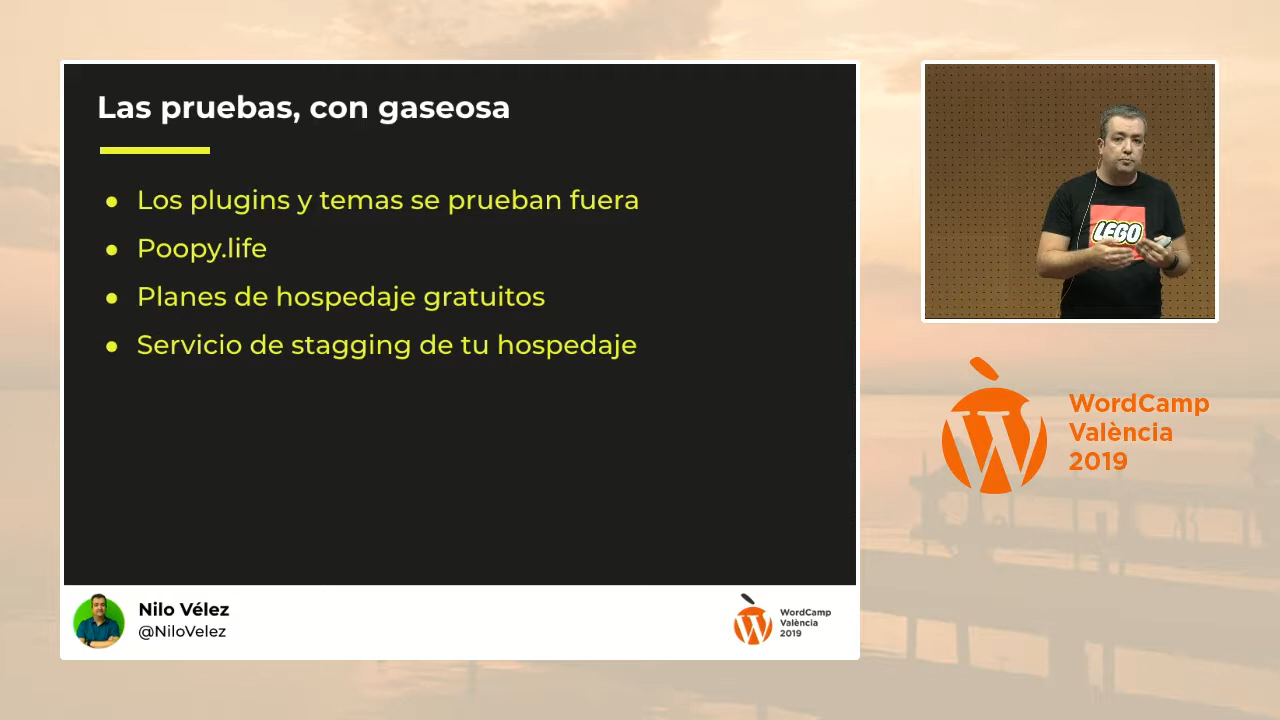 Las pruebas, con gaseosa
● Los plugins y temas se prueban fuera
● Poopy.life
● Planes de hospedaje gratuitos
● Servicio de stagging de tu hospedaje
Nilo Vélez
@NiloVelez
WordCamp
València
2019
LEGO
WordCamp
València
2019